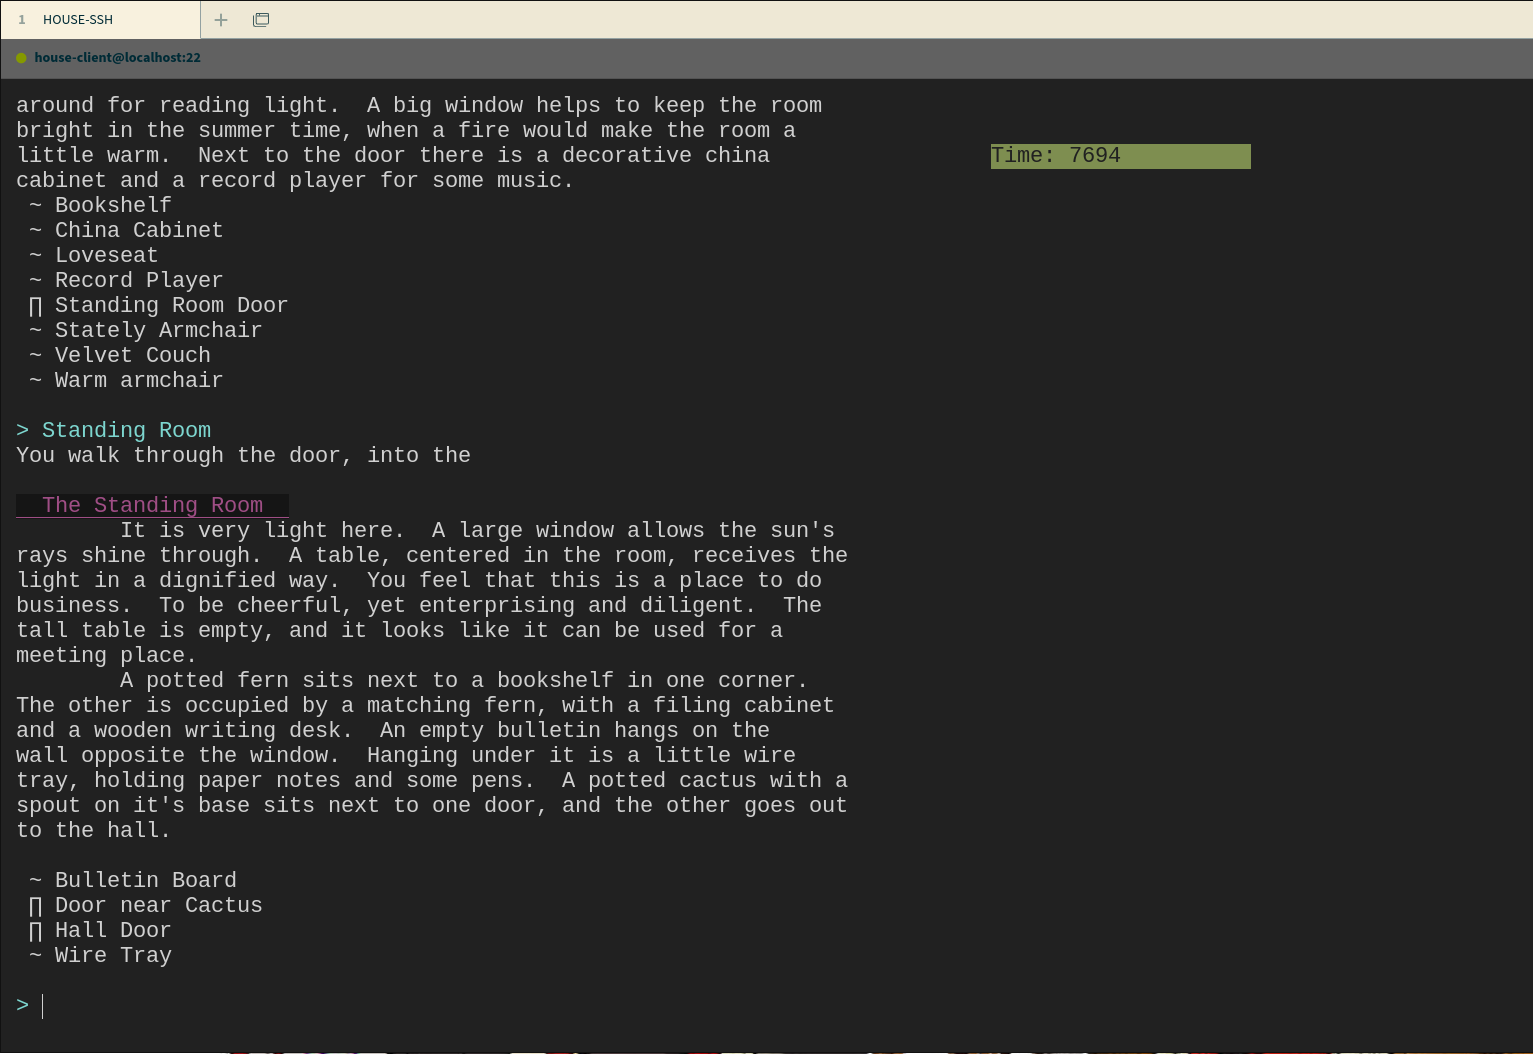 1 HOUSE-SSH
house-client@localhost:22
around for reading light.  A big window helps to keep the room
bright in the summer time, when a fire would make the room a
little warm.  Next to the door there is a decorative china
Time: 7694
cabinet and a record player for some music.
~ Bookshelf
~ China Cabinet
~ Loveseat
~ Record Player
∏ Standing Room Door
~ Stately Armchair
~ Velvet Couch
~ Warm armchair
> Standing Room
You walk through the door, into the
The Standing Room
It is very light here.  A large window allows the sun's
rays shine through.  A table, centered in the room, receives the
light in a dignified way.  You feel that this is a place to do
business.  To be cheerful, yet enterprising and diligent.  The
tall table is empty, and it looks like it can be used for a
meeting place.
A potted fern sits next to a bookshelf in one corner.
The other is occupied by a matching fern, with a filing cabinet
and a wooden writing desk.  An empty bulletin hangs on the
wall opposite the window.  Hanging under it is a little wire
tray, holding paper notes and some pens.  A potted cactus with a
spout on it's base sits next to one door, and the other goes out
to the hall.
~ Bulletin Board
∏ Door near Cactus
∏ Hall Door
~ Wire Tray
>